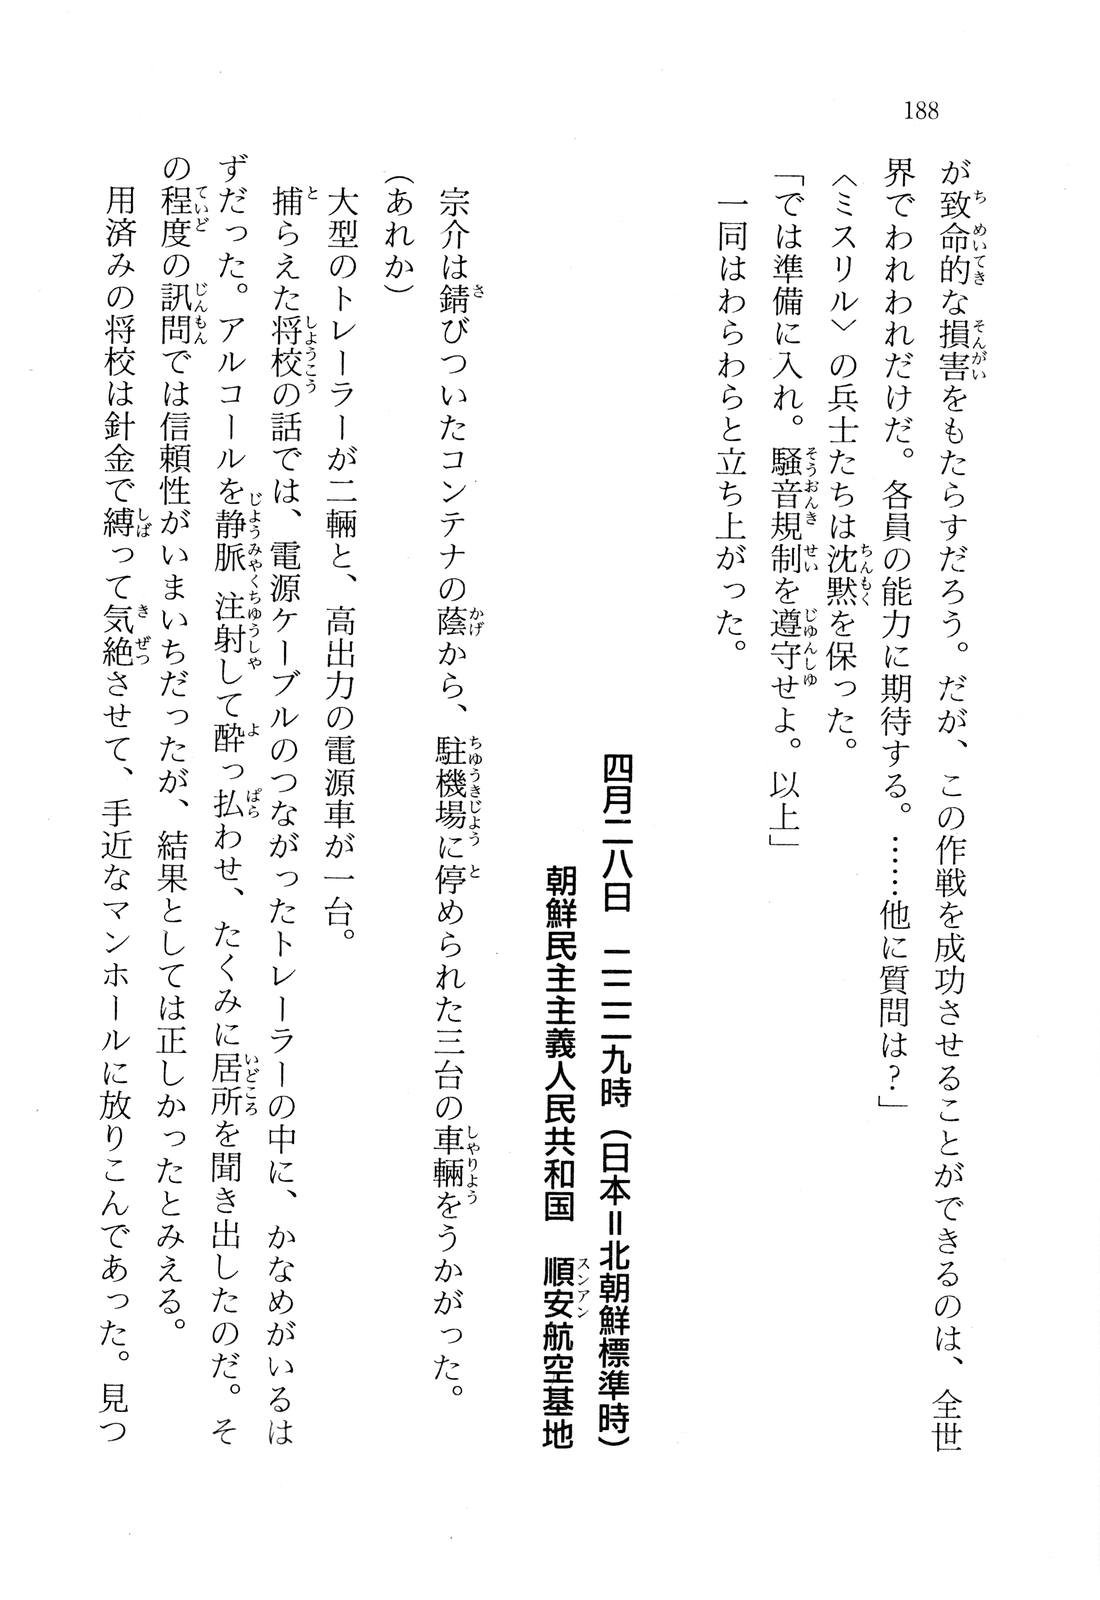 188
が致命的な損害をもたらすだろう。だが、この作戦を成功させることができるのは、全世
界でわれわれだけだ。各員の能力に期待する。……他に質問は?」
〈ミスリル〉の兵士たちは沈黙を保った。
「では準備に入れ。騒音規制を遵守せよ。以上」
一同はわらわらと立ち上がった。
四月二八日　二二二九時(日本=北朝鮮標準時)
朝鮮民主主義人民共和国　順安航空基地
宗介は錆びついたコンテナの蔭から、駐機場に停められた三台の車輛をうかがった。
(あれか)
大型のトレーラーが二輛と、高出力の電源車が一台。
捕らえた将校の話では、電源ケーブルのつながったトレーラーの中に、かなめがいるは
ずだった。アルコールを静脈注射して酔っ払わせ、たくみに居所を聞き出したのだ。そ
の程度の訊問では信頼性がいまいちだったが、結果としては正しかったとみえる。
用済みの将校は針金で縛って気絶させて、手近なマンホールに放りこんであった。見つ